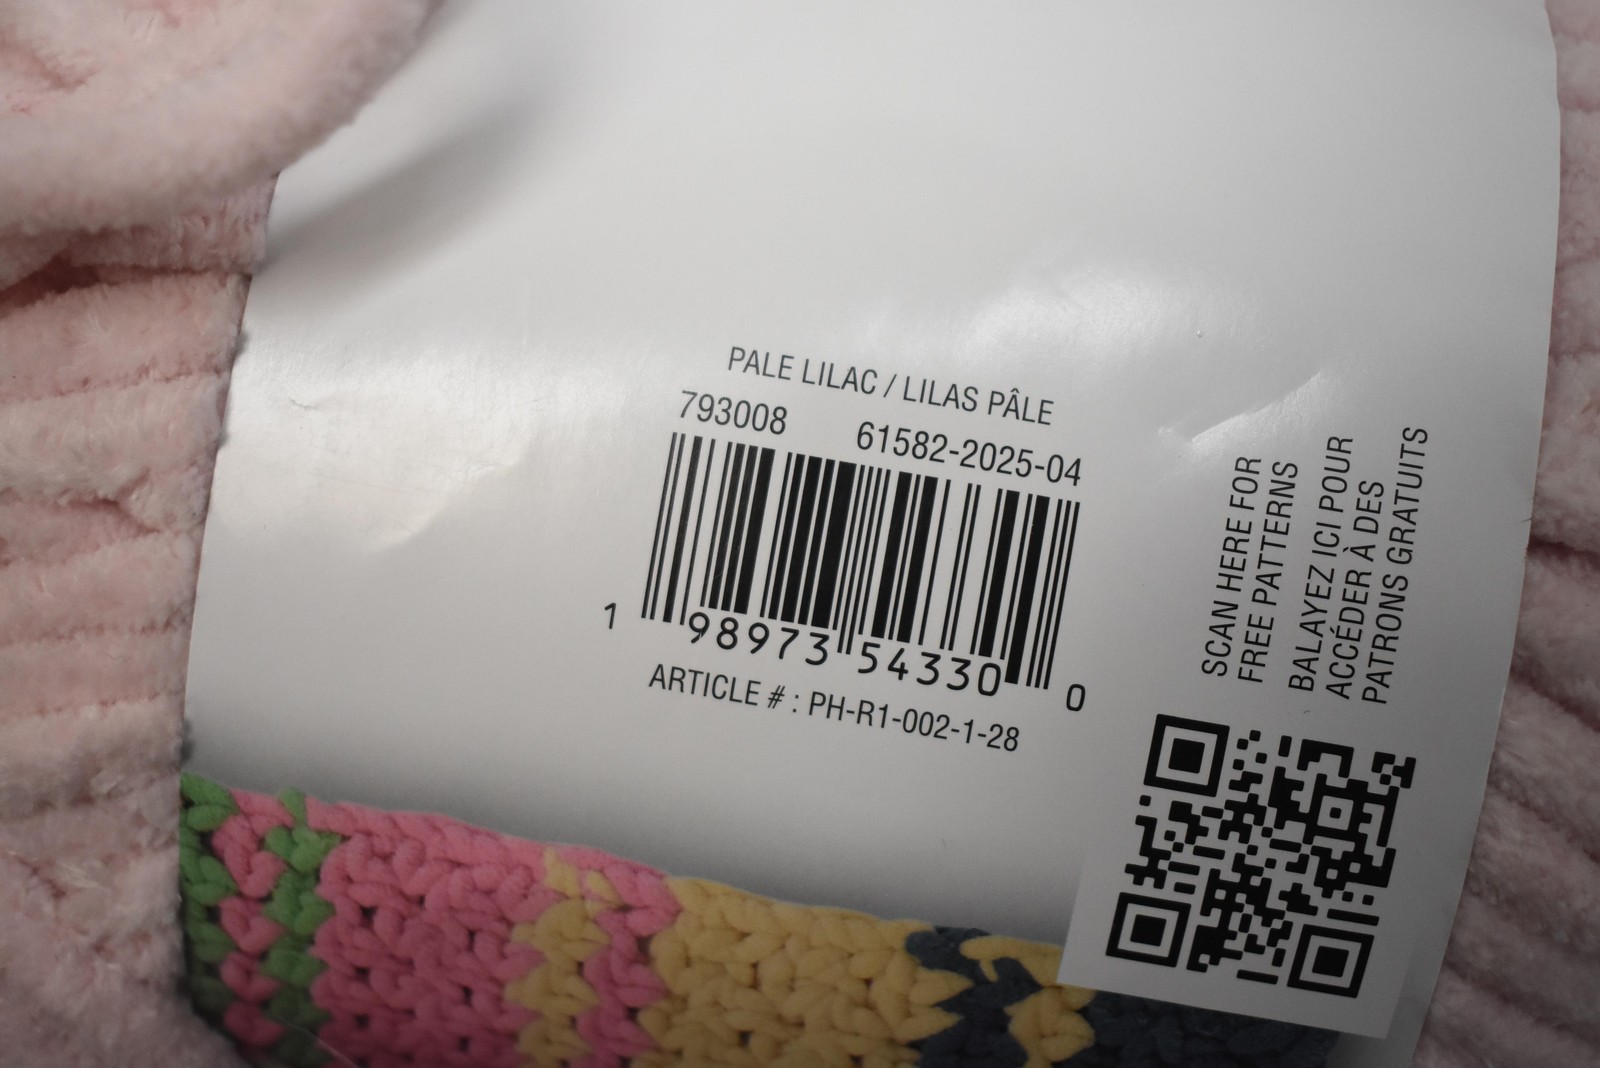 PALE LILAC / LILAS PÂLE
793008 61582-2025-04
1 98973 54330 0
ARTICLE # : PH-R1-002-1-28
SCAN HERE FOR
FREE PATTERNS
BALAYEZ ICI POUR
ACCÉDER À DES
PATRONS GRATUITS